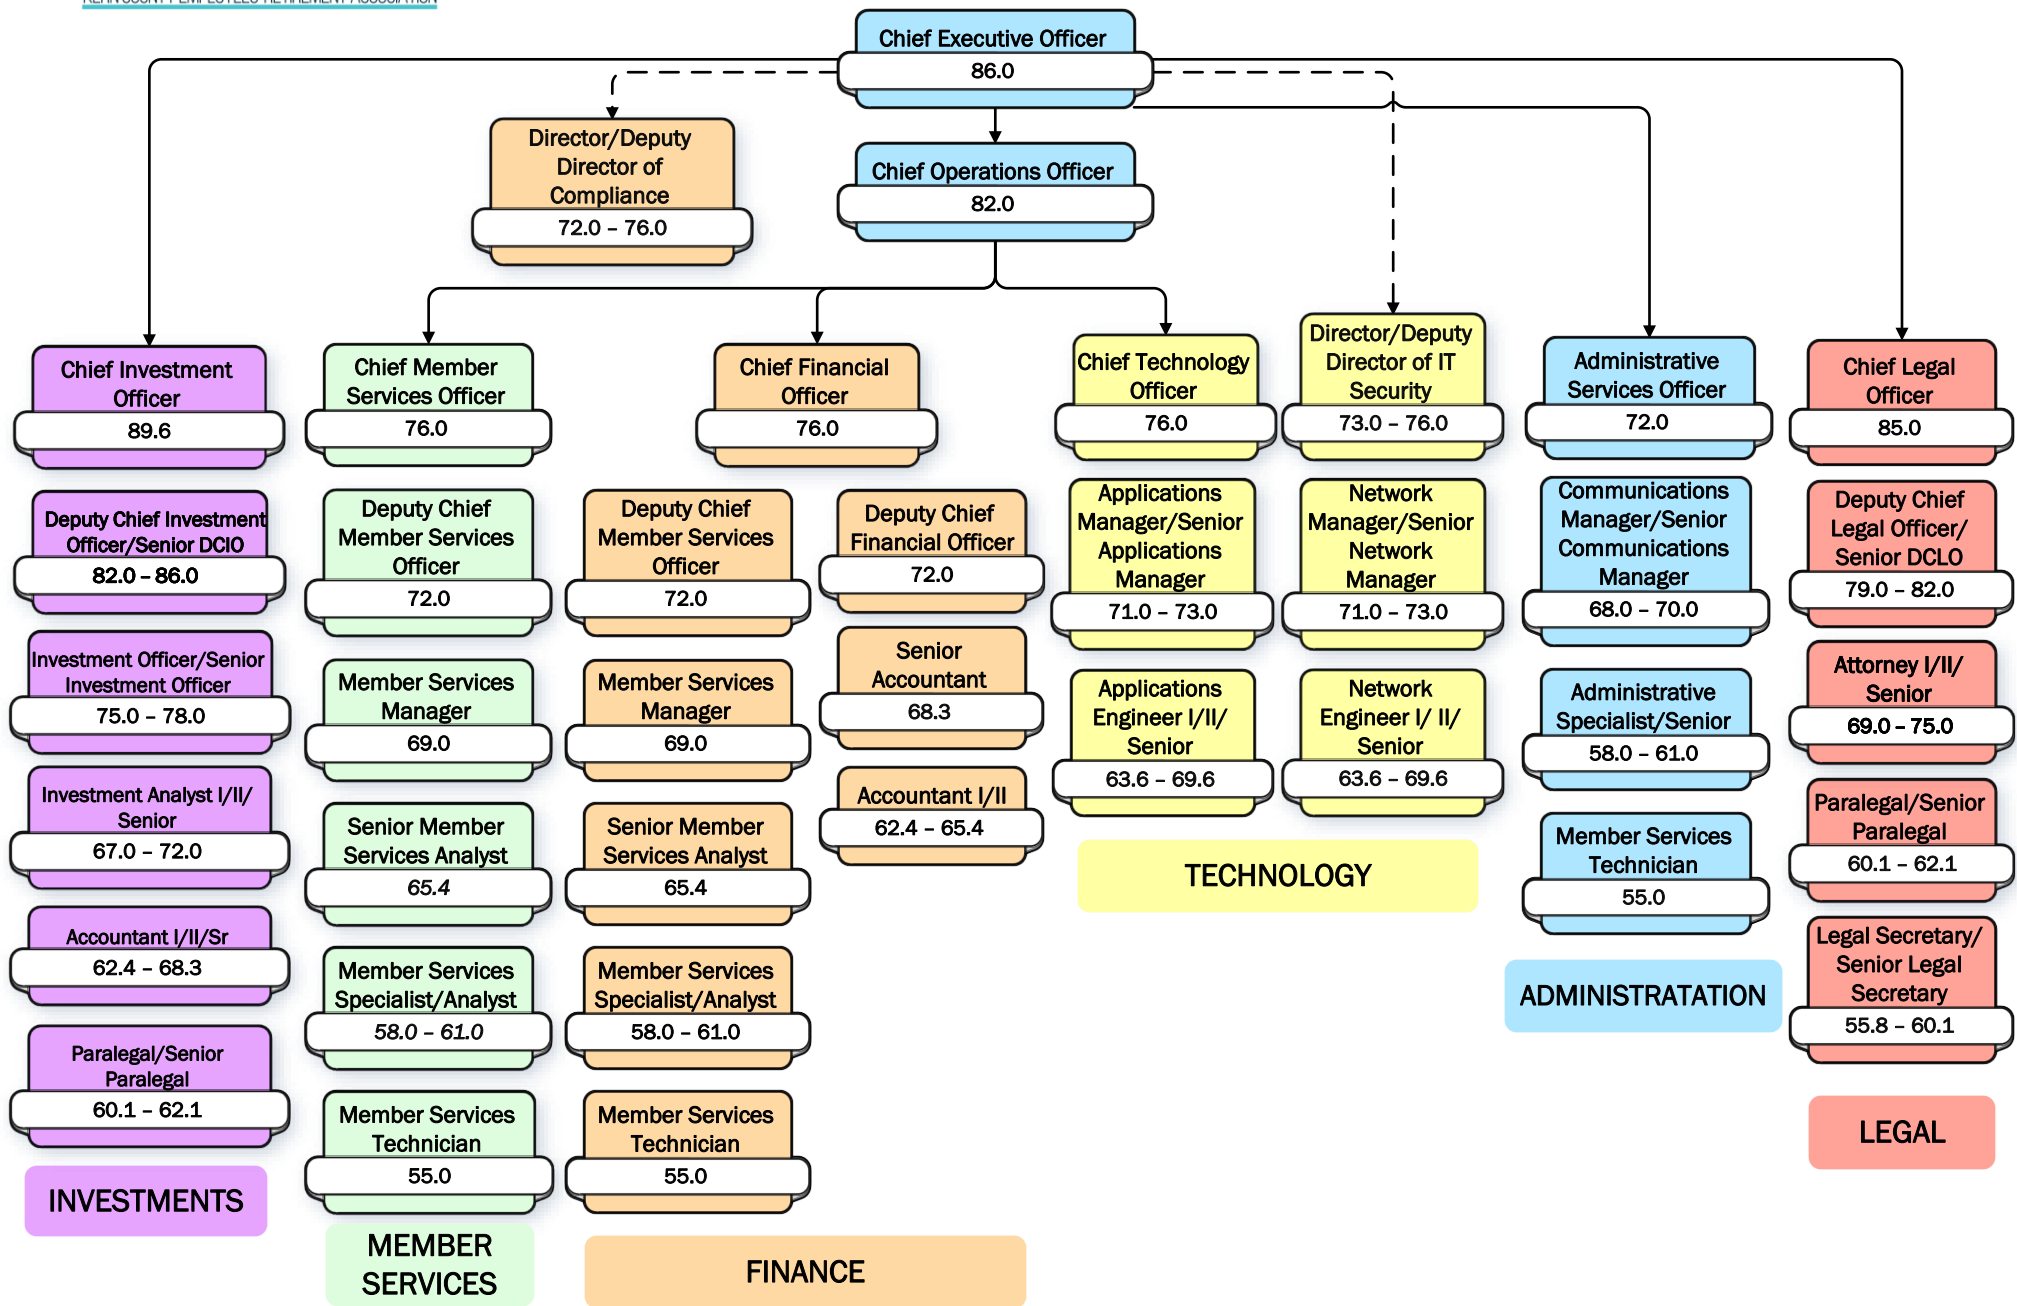 KERN COUNTY EMPLOYEES' RETIREMENT ASSOCIATION
Chief Executive Officer
86.0
Director/Deputy
Director of
Compliance
72.0 – 76.0
Chief Operations Officer
82.0
Chief Investment
Officer
89.6
Deputy Chief Investment
Officer/Senior DCIO
82.0 – 86.0
Investment Officer/Senior
Investment Officer
75.0 – 78.0
Investment Analyst I/II/
Senior
67.0 – 72.0
Accountant I/II/Sr
62.4 – 68.3
Paralegal/Senior
Paralegal
60.1 – 62.1
INVESTMENTS
Chief Member
Services Officer
76.0
Deputy Chief
Member Services
Officer
72.0
Member Services
Manager
69.0
Senior Member
Services Analyst
65.4
Member Services
Specialist/Analyst
58.0 – 61.0
Member Services
Technician
55.0
MEMBER
SERVICES
Chief Financial
Officer
76.0
Deputy Chief
Member Services
Officer
72.0
Member Services
Manager
69.0
Senior Member
Services Analyst
65.4
Member Services
Specialist/Analyst
58.0 – 61.0
Member Services
Technician
55.0
Deputy Chief
Financial Officer
72.0
Senior
Accountant
68.3
Accountant I/II
62.4 – 65.4
FINANCE
Chief Technology
Officer
76.0
Applications
Manager/Senior
Applications
Manager
71.0 – 73.0
Applications
Engineer I/II/
Senior
63.6 – 69.6
Director/Deputy
Director of IT
Security
73.0 – 76.0
Network
Manager/Senior
Network
Manager
71.0 – 73.0
Network
Engineer I/ II/
Senior
63.6 – 69.6
TECHNOLOGY
Administrative
Services Officer
72.0
Communications
Manager/Senior
Communications
Manager
68.0 – 70.0
Administrative
Specialist/Senior
58.0 – 61.0
Member Services
Technician
55.0
ADMINISTRATATION
Chief Legal
Officer
85.0
Deputy Chief
Legal Officer/
Senior DCLO
79.0 – 82.0
Attorney I/II/
Senior
69.0 – 75.0
Paralegal/Senior
Paralegal
60.1 – 62.1
Legal Secretary/
Senior Legal
Secretary
55.8 – 60.1
LEGAL